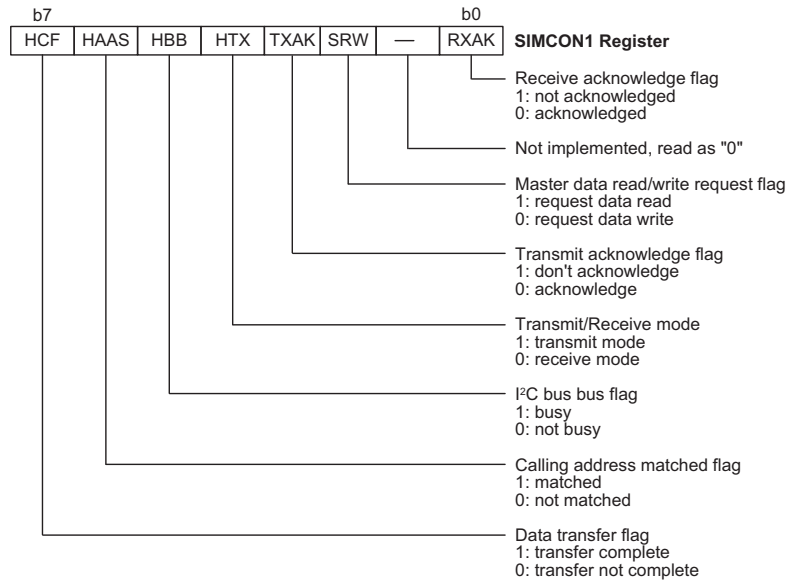 b7 b0
HCF HAAS HBB HTX TXAK SRW — RXAK SIMCON1 Register
Receive acknowledge flag
1: not acknowledged
0: acknowledged
Not implemented, read as "0"
Master data read/write request flag
1: request data read
0: request data write
Transmit acknowledge flag
1: don't acknowledge
0: acknowledge
Transmit/Receive mode
1: transmit mode
0: receive mode
I²C bus bus flag
1: busy
0: not busy
Calling address matched flag
1: matched
0: not matched
Data transfer flag
1: transfer complete
0: transfer not complete